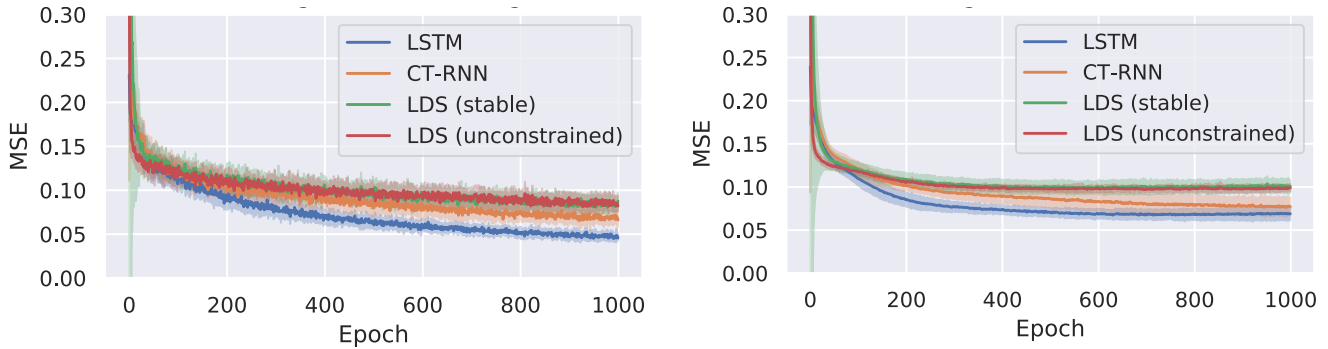 0.30
0.25
0.20
0.15
0.10
0.05
0.00
MSE
LSTM
CT-RNN
LDS (stable)
LDS (unconstrained)
0 200 400 600 800 1000
Epoch
0.30
0.25
0.20
0.15
0.10
0.05
0.00
MSE
LSTM
CT-RNN
LDS (stable)
LDS (unconstrained)
0 200 400 600 800 1000
Epoch